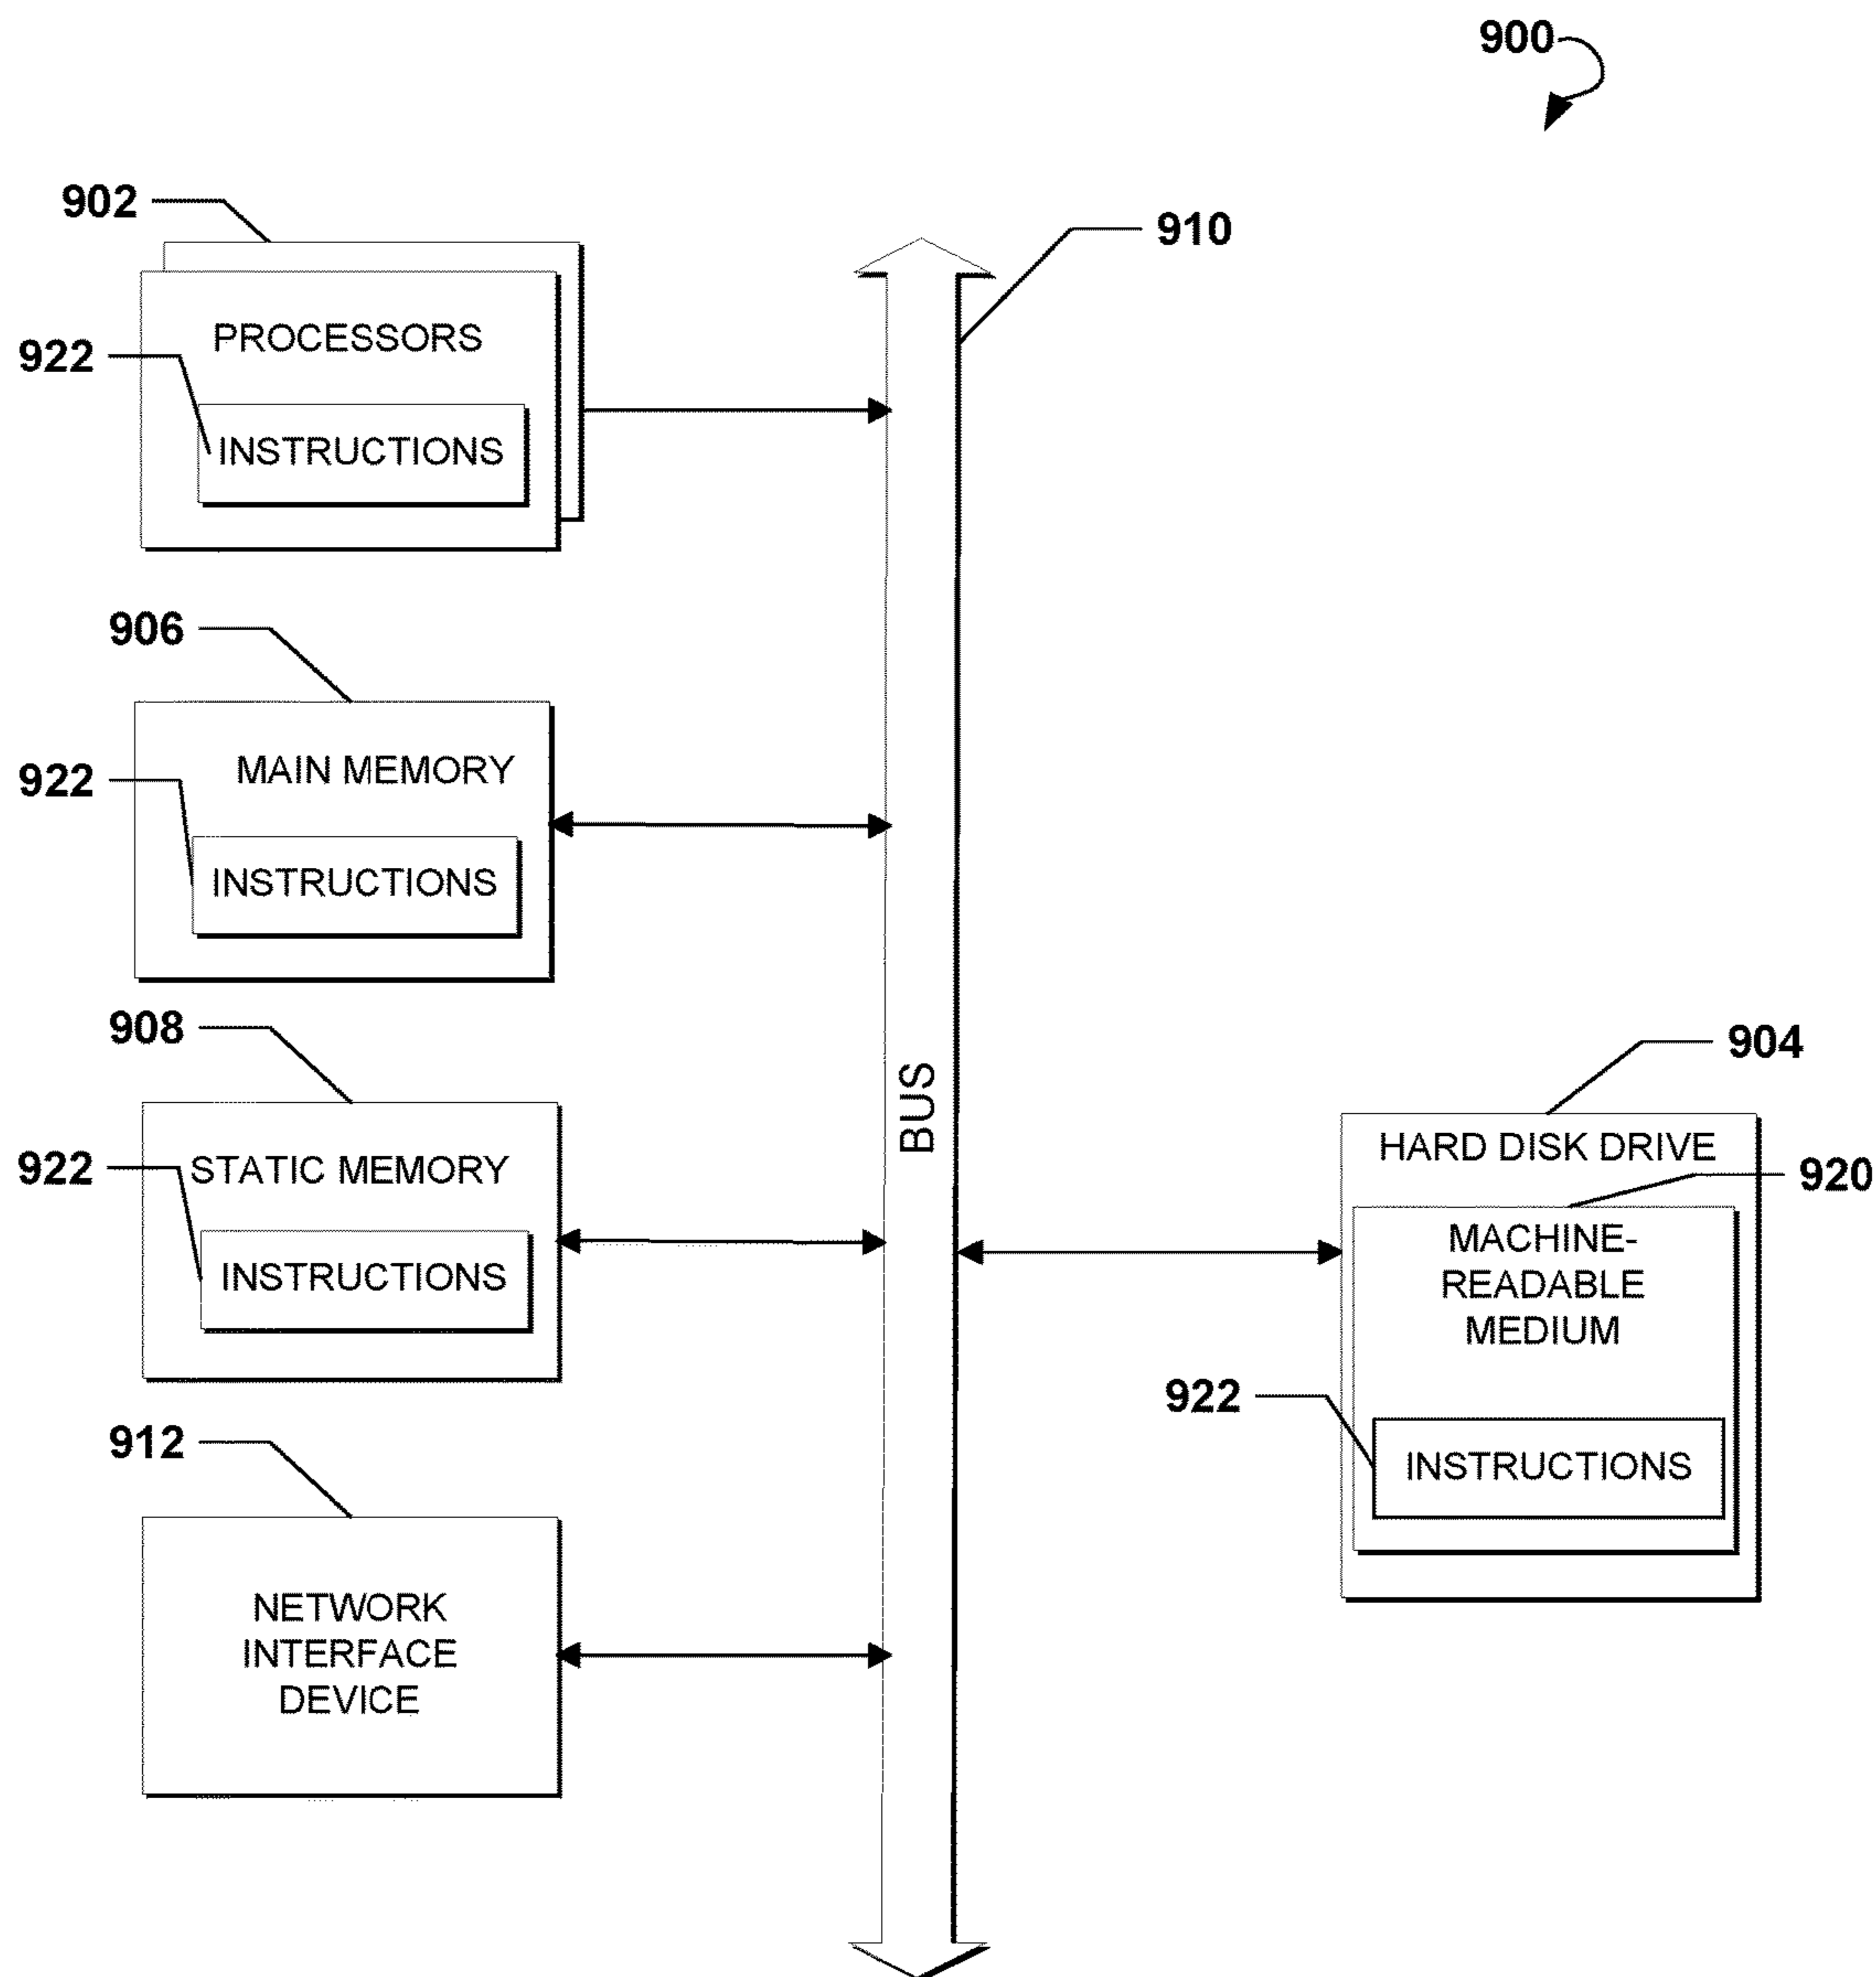 900
902
910
PROCESSORS
922
INSTRUCTIONS
906
MAIN MEMORY
922
INSTRUCTIONS
908
904
BUS
HARD DISK DRIVE
922
STATIC MEMORY
920
MACHINE-
READABLE
MEDIUM
INSTRUCTIONS
922
INSTRUCTIONS
912
NETWORK
INTERFACE
DEVICE